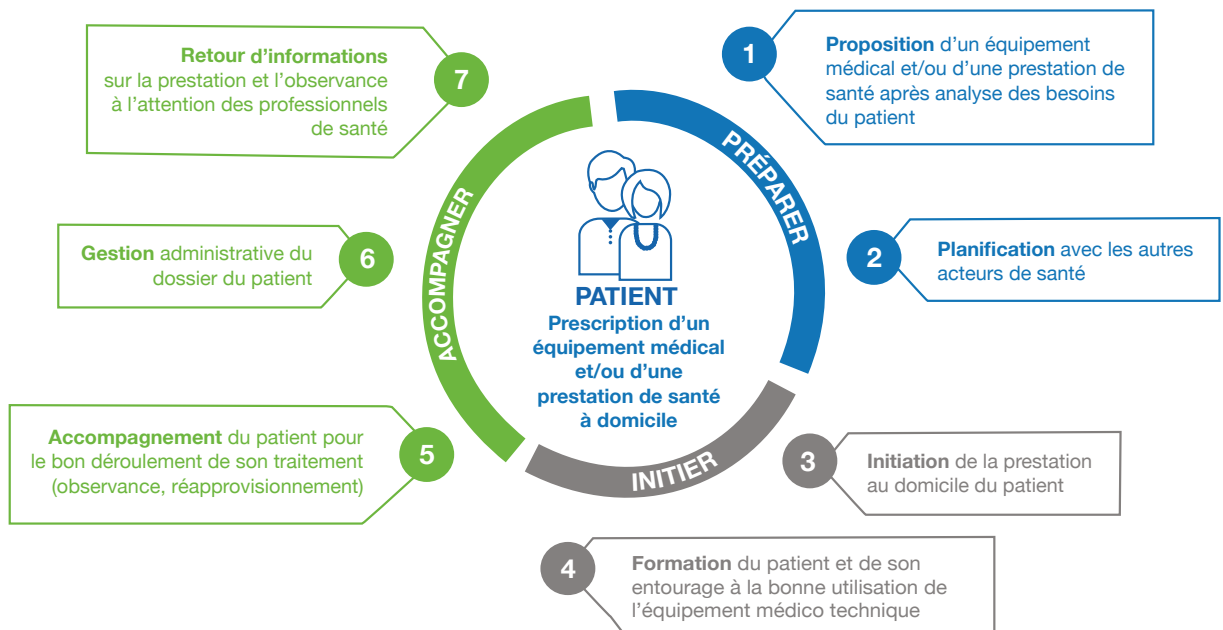 1
Proposition d’un équipement
médical et/ou d’une prestation de
santé après analyse des besoins
du patient
2
Planification avec les autres
acteurs de santé
3
Initiation de la prestation
au domicile du patient
4
Formation du patient et de son
entourage à la bonne utilisation de
l’équipement médico technique
5
Accompagnement du patient pour
le bon déroulement de son traitement
(observance, réapprovisionnement)
6
Gestion administrative du
dossier du patient
7
Retour d’informations
sur la prestation et l’observance
à l’attention des professionnels
de santé
PRÉPARER
INITIER
ACCOMPAGNER
PATIENT
Prescription d’un
équipement médical
et/ou d’une
prestation de santé
à domicile